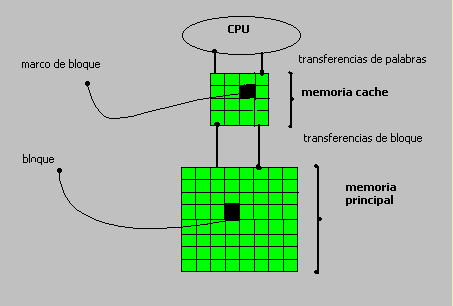 CPU
transferencias de palabras
marco de bloque
memoria cache
transferencias de bloque
bloque
memoria
principal